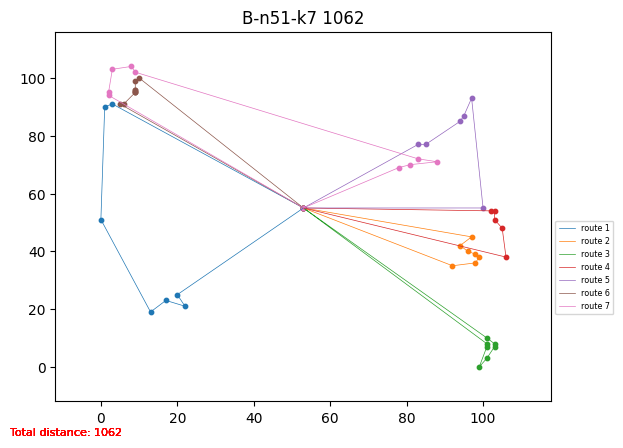 B-n51-k7 1062
100
80
60
40
20
0
0 20 40 60 80 100
route 1
route 2
route 3
route 4
route 5
route 6
route 7
Total distance: 1062